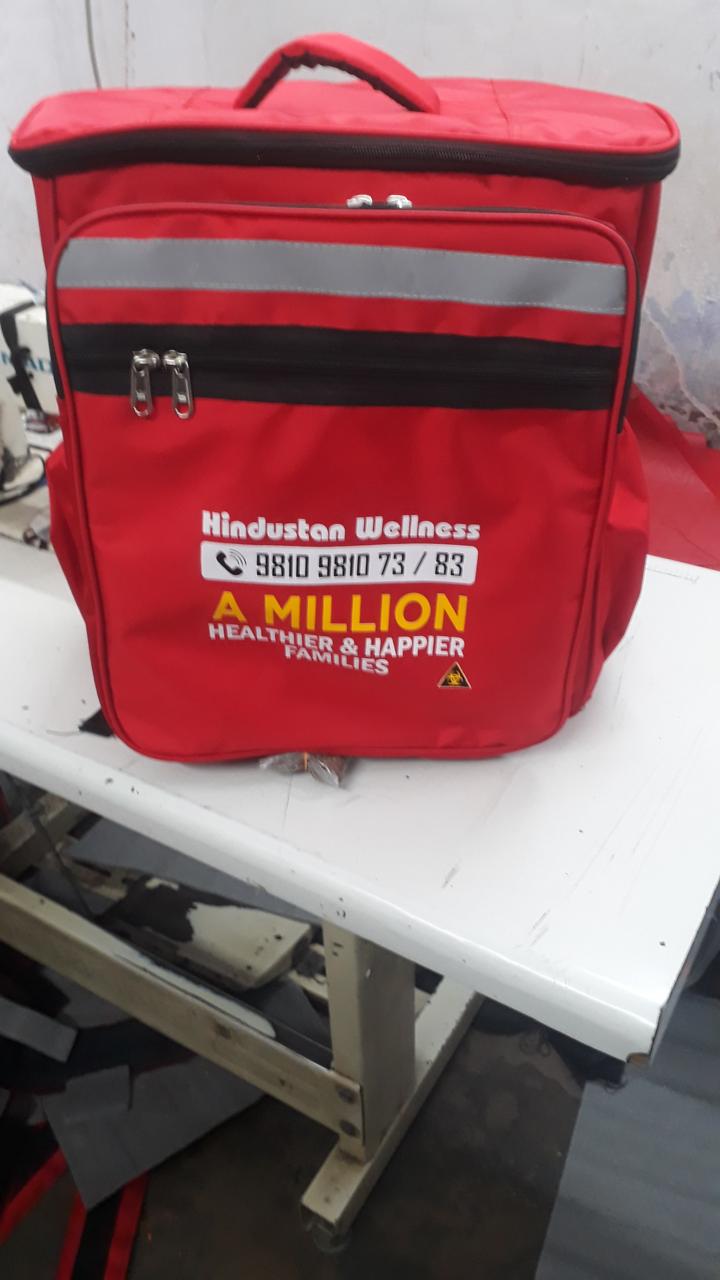 Hindustan Wellness
9810 9810 73 / 83
A MILLION
HEALTHIER & HAPPIER
FAMILIES